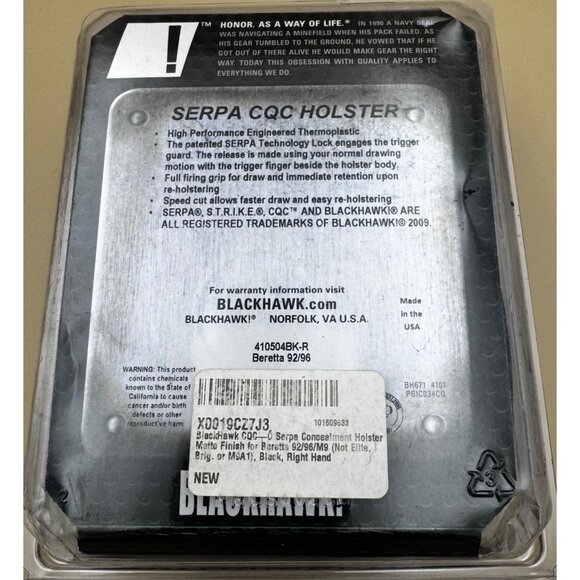 ! ™
HONOR. AS A WAY OF LIFE.® IN 1990 A NAVY SEAL
WAS NAVIGATING A MINEFIELD WHEN HIS PACK FAILED. AS
HIS GEAR TUMBLED TO THE GROUND, HE VOWED THAT IF HE
GOT OUT OF THERE ALIVE HE WOULD MAKE GEAR THE RIGHT
WAY. TODAY THIS OBSESSION WITH QUALITY APPLIES TO
EVERYTHING WE DO.
SERPA CQC HOLSTER
• High Performance Engineered Thermoplastic
• The patented SERPA Technology Lock engages the trigger
guard. The release is made using your normal drawing
motion with the trigger finger beside the holster body.
• Full firing grip for draw and immediate retention upon
re-holstering
• Speed cut allows faster draw and easy re-holstering
• SERPA®, S.T.R.I.K.E.®, CQC™ AND BLACKHAWK!® ARE
ALL REGISTERED TRADEMARKS OF BLACKHAWK!© 2009.
For warranty information visit
BLACKHAWK.com
BLACKHAWK!® NORFOLK, VA U.S.A.
Made
in the
USA
410504BK-R
Beretta 92/96
WARNING: This product
contains chemicals
known to the State of
California to cause
cancer and/or birth
defects or other
reproductive harm
BH671 4101
PGIC034CQ
X0019CZ7J3 101609533
BlackHawk CQC—C Serpa Concealment Holster
Matte Finish for Beretta 92/96/M9 (Not Elite,
Brig. or M9A1), Black, Right Hand
NEW
BLACKHAWK!
3
2